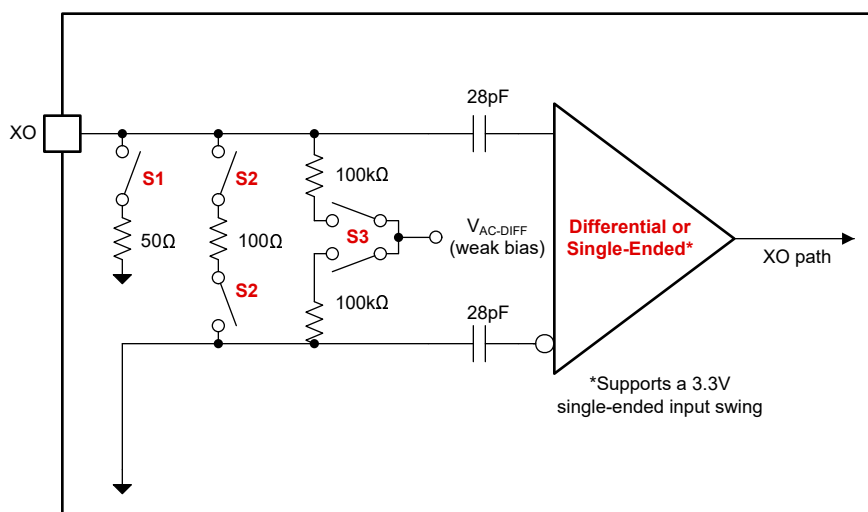 XO
S1
50Ω
S2
100Ω
S2
100kΩ
S3
100kΩ
V_AC-DIFF
(weak bias)
28pF
28pF
Differential or
Single-Ended*
XO path
*Supports a 3.3V
single-ended input swing